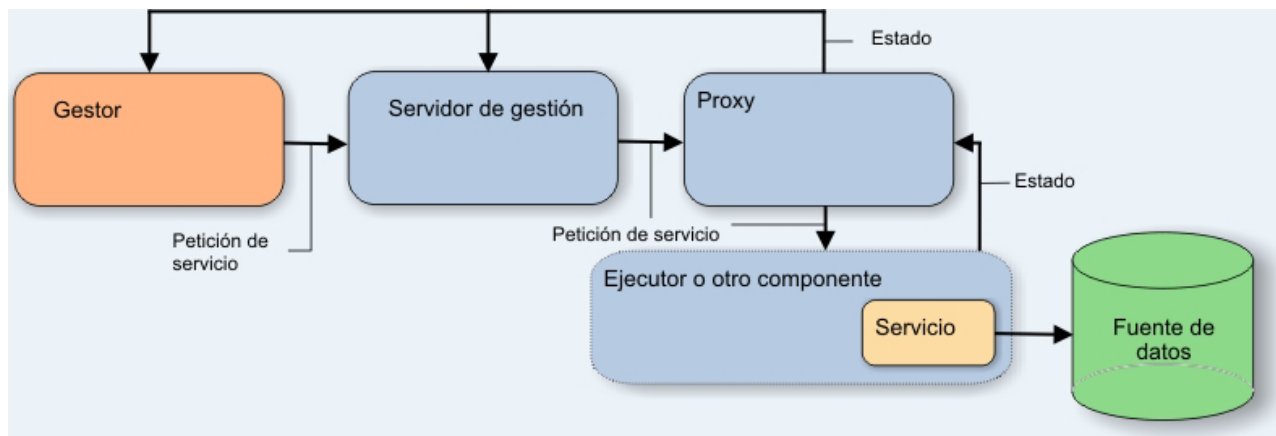 Estado
Gestor
Servidor de gestión
Proxy
Estado
Petición de
servicio
Petición de servicio
Ejecutor o otro componente
Servicio
Fuente de
datos